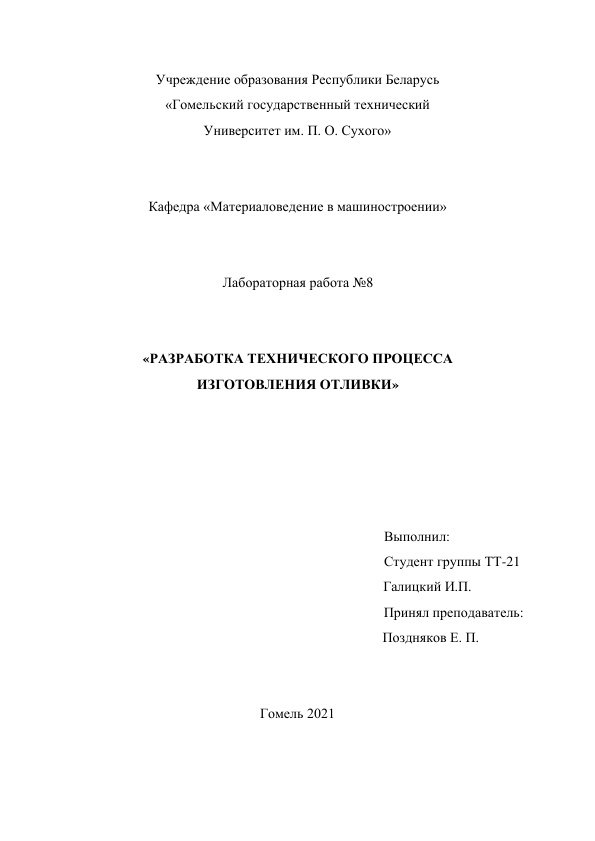 Учреждение образования Республики Беларусь
«Гомельский государственный технический
Университет им. П. О. Сухого»
Кафедра «Материаловедение в машиностроении»
Лабораторная работа №8
«РАЗРАБОТКА ТЕХНИЧЕСКОГО ПРОЦЕССА
ИЗГОТОВЛЕНИЯ ОТЛИВКИ»
Выполнил:
Студент группы ТТ-21
Галицкий И.П.
Принял преподаватель:
Поздняков Е. П.
Гомель 2021